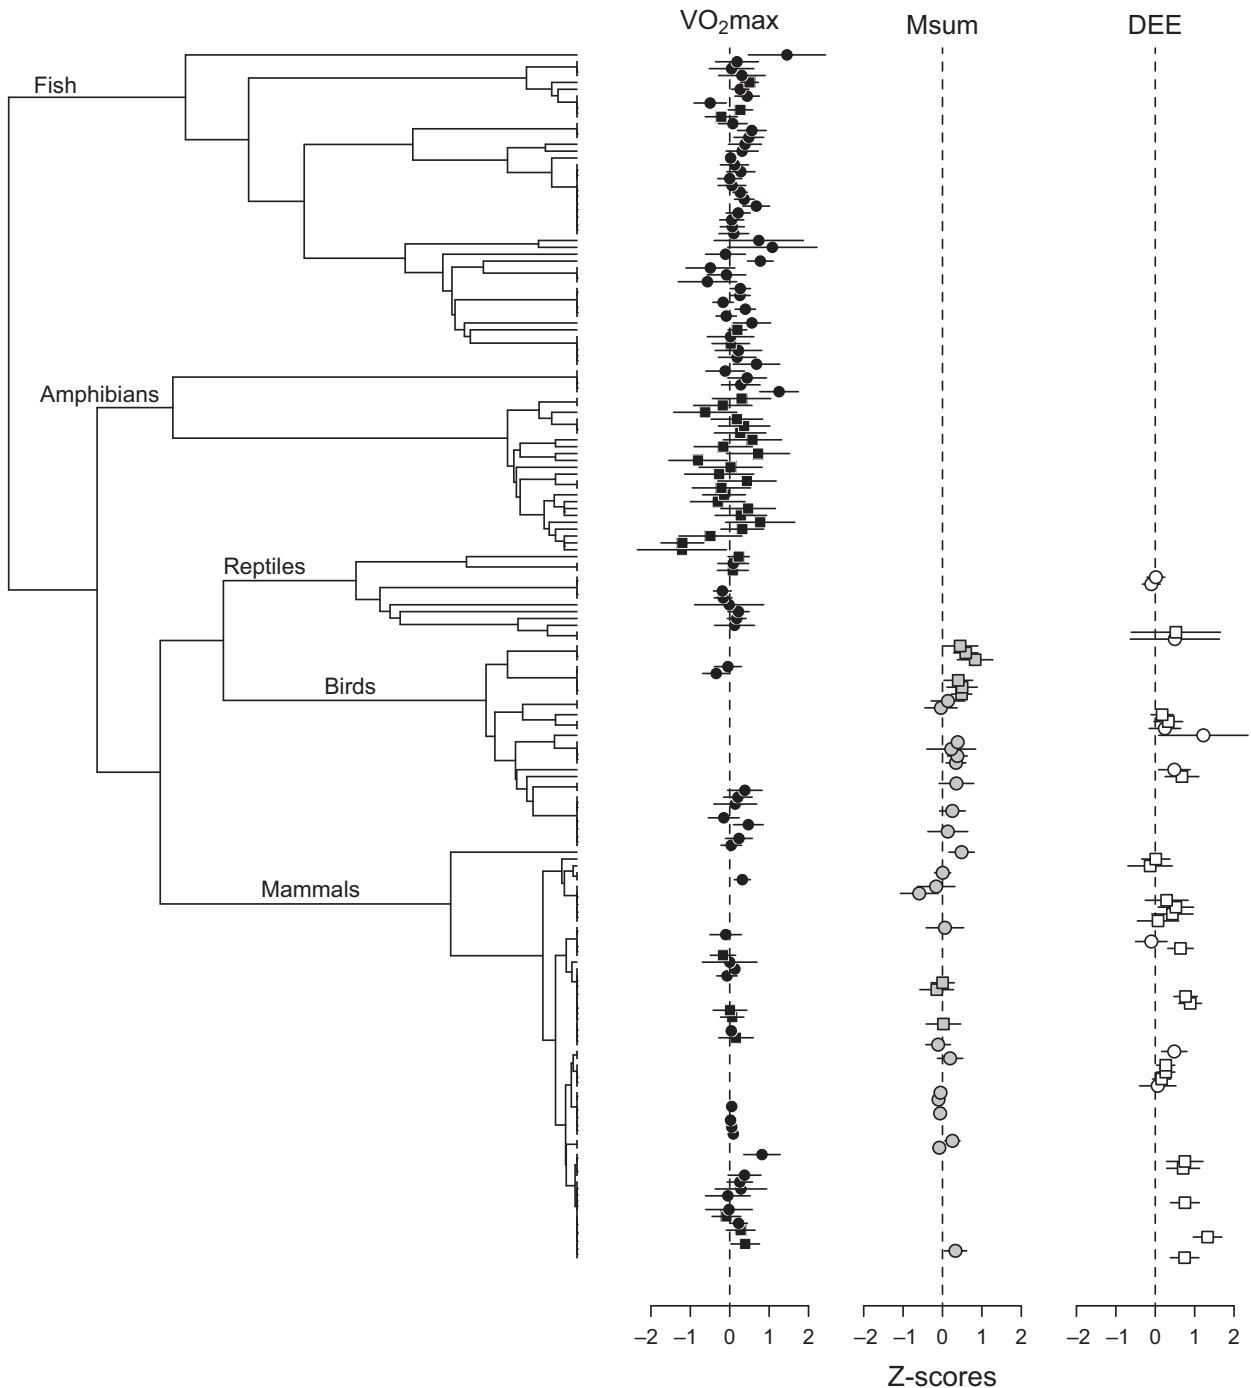 VO₂max Msum DEE
Fish
Amphibians
Reptiles
Birds
Mammals
–2 –1 0 1 2 –2 –1 0 1 2 –2 –1 0 1 2
Z-scores